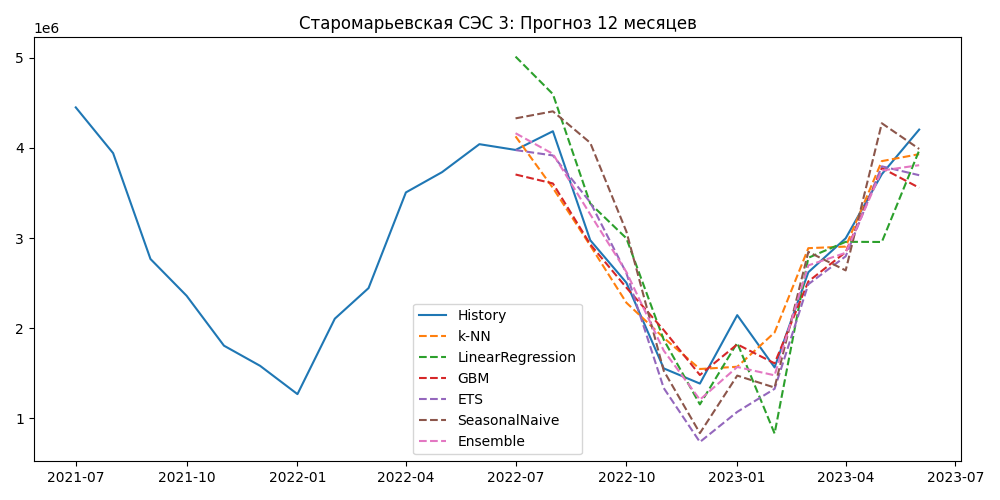 Старомарьевская СЭС 3: Прогноз 12 месяцев
1e6
5
4
3
2
1
History
k-NN
LinearRegression
GBM
ETS
SeasonalNaive
Ensemble
2021-07 2021-10 2022-01 2022-04 2022-07 2022-10 2023-01 2023-04 2023-07